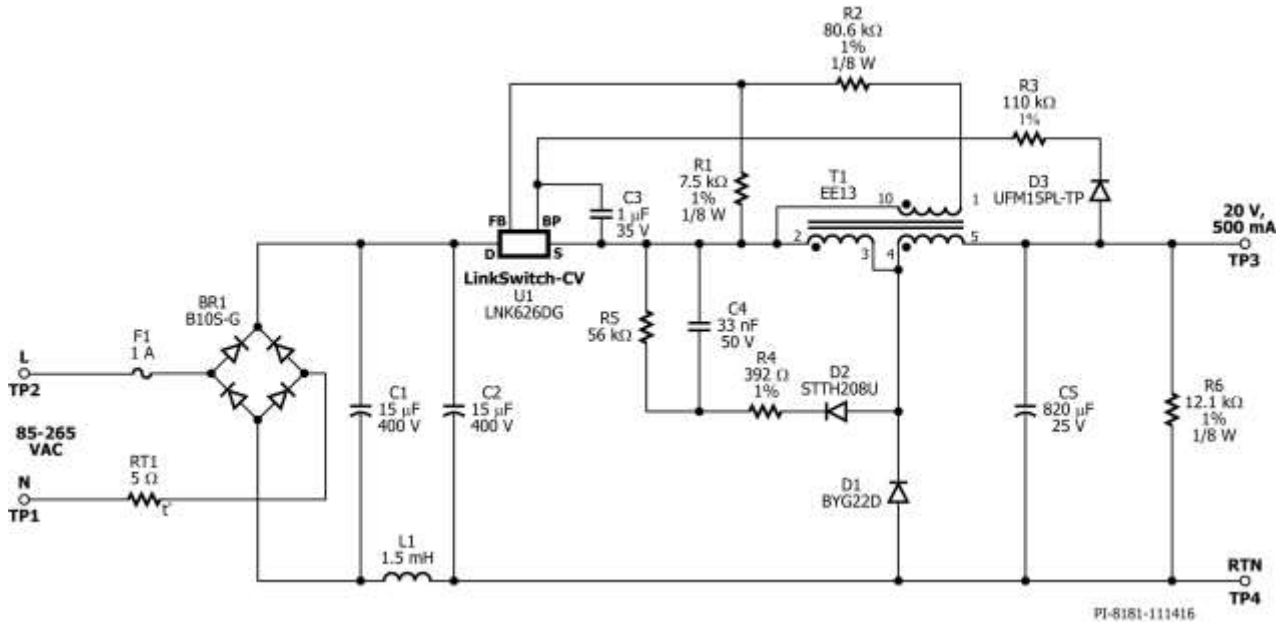 R2
80.6 kΩ
1%
1/8 W
R3
110 kΩ
1%
R1
7.5 kΩ
1%
1/8 W
T1
EE13
D3
UFM15PL-TP
10
1
C3
1 µF
35 V
FB
BP
D
S
2
3
4
5
20 V,
500 mA
TP3
LinkSwitch-CV
U1
LNK626DG
BR1
B10S-G
F1
1 A
L
TP2
C4
33 nF
50 V
R5
56 kΩ
R4
392 Ω
1%
D2
STTH208U
C1
15 µF
400 V
C2
15 µF
400 V
C5
820 µF
25 V
R6
12.1 kΩ
1%
1/8 W
85-265
VAC
RT1
5 Ω
t°
N
TP1
D1
BYG22D
L1
1.5 mH
RTN
TP4
PI-8181-111416